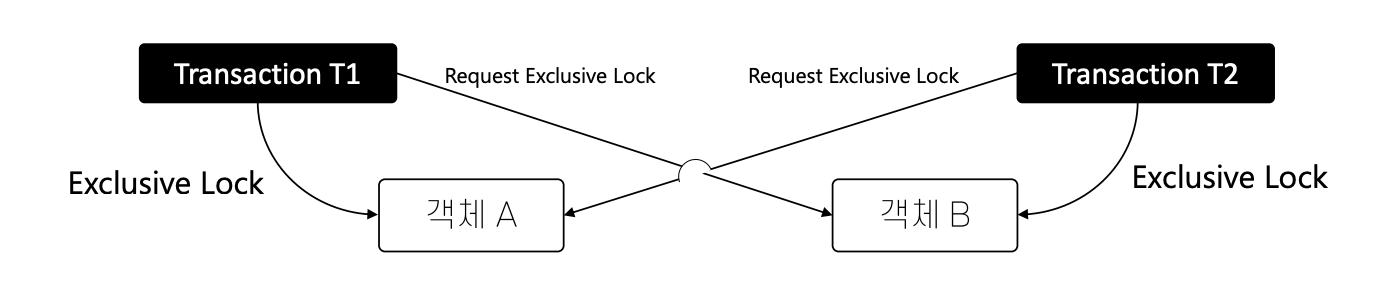 Transaction T1
Request Exclusive Lock
Request Exclusive Lock
Transaction T2
Exclusive Lock
Exclusive Lock
객체 A
객체 B